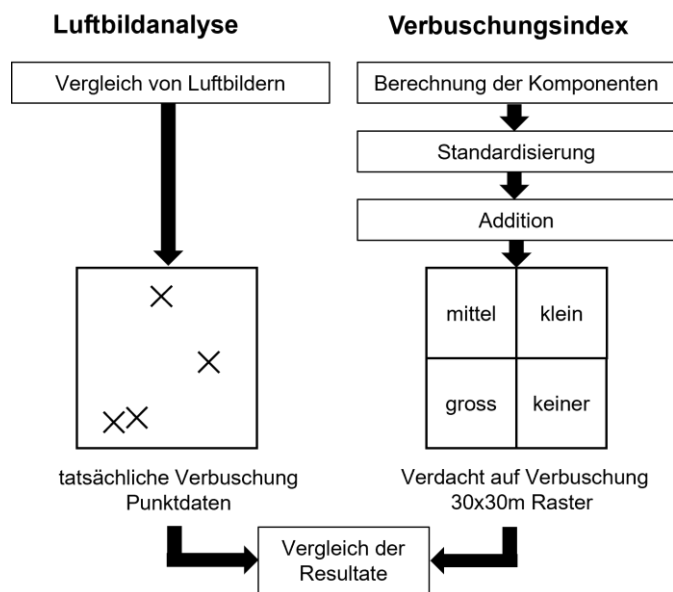 Luftbildanalyse
Vergleich von Luftbildern
tatsächliche Verbuschung
Punktdaten
Verbuschungsindex
Berechnung der Komponenten
Standardisierung
Addition
mittel
klein
gross
keiner
Verdacht auf Verbuschung
30x30m Raster
Vergleich der
Resultate